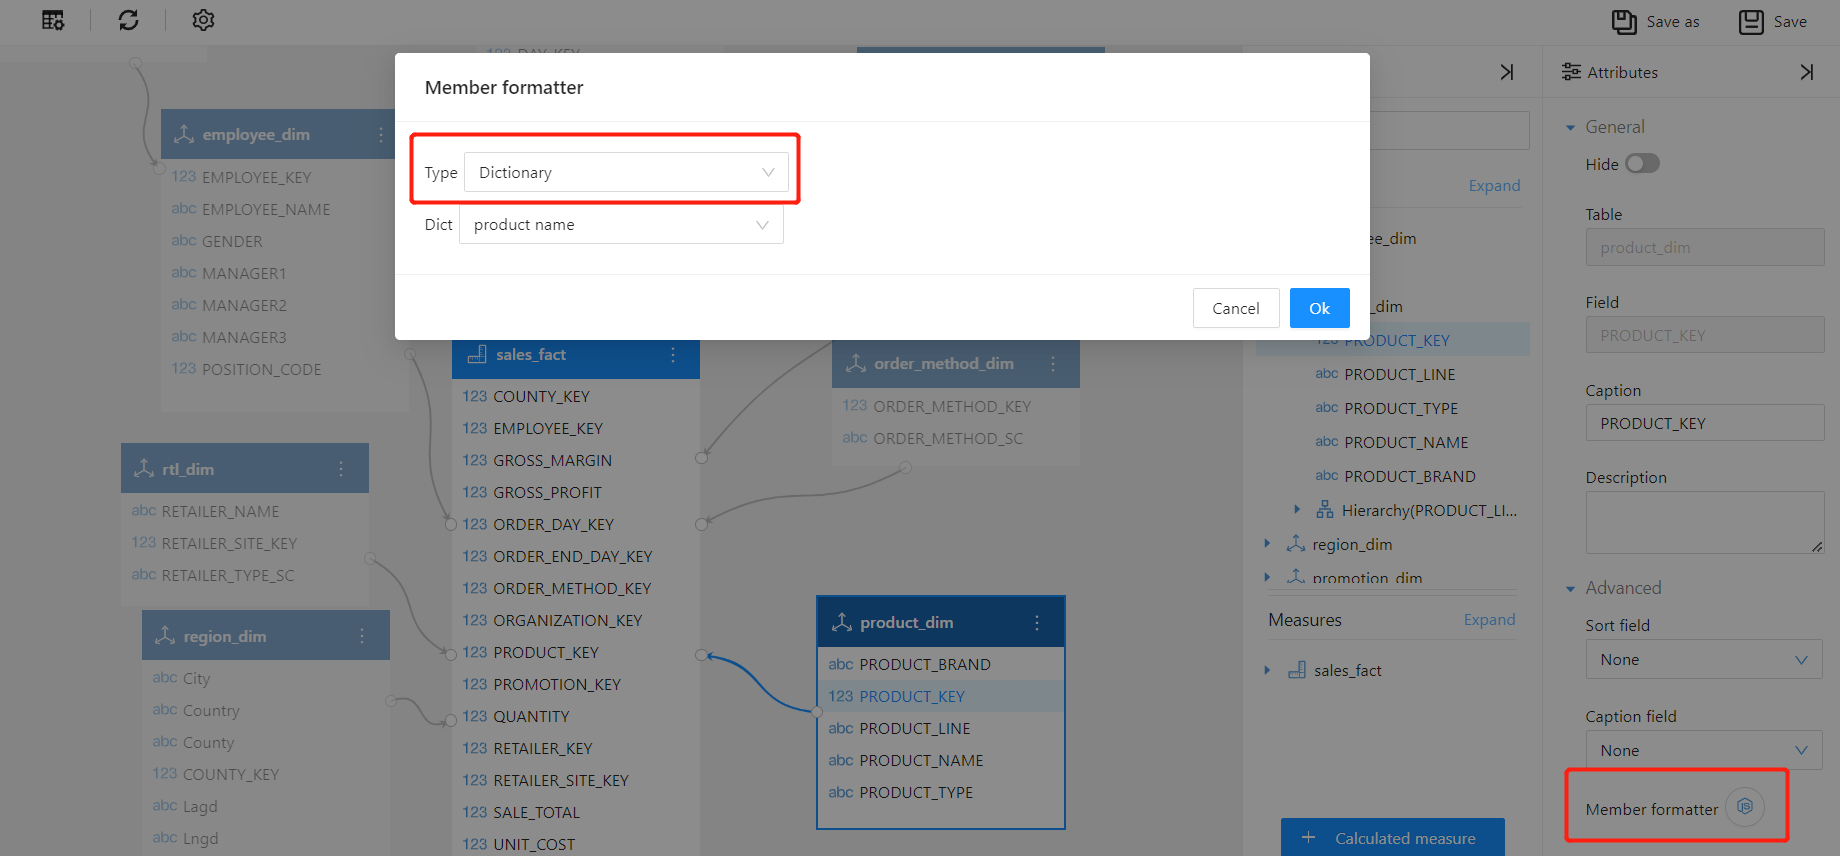 Save as
Save
123 DAY_KEY
Member formatter
Type Dictionary
Dict product name
Cancel
Ok
employee_dim
123 EMPLOYEE_KEY
abc EMPLOYEE_NAME
abc GENDER
abc MANAGER1
abc MANAGER2
abc MANAGER3
123 POSITION_CODE
rtl_dim
abc RETAILER_NAME
123 RETAILER_SITE_KEY
abc RETAILER_TYPE_SC
region_dim
abc City
abc Country
abc County
123 COUNTY_KEY
abc Lagd
abc Lngd
sales_fact
123 COUNTY_KEY
123 EMPLOYEE_KEY
123 GROSS_MARGIN
123 GROSS_PROFIT
123 ORDER_DAY_KEY
123 ORDER_END_DAY_KEY
123 ORDER_METHOD_KEY
123 ORGANIZATION_KEY
123 PRODUCT_KEY
123 PROMOTION_KEY
123 QUANTITY
123 RETAILER_KEY
123 RETAILER_SITE_KEY
123 SALE_TOTAL
123 UNIT_COST
order_method_dim
123 ORDER_METHOD_KEY
abc ORDER_METHOD_SC
product_dim
abc PRODUCT_BRAND
123 PRODUCT_KEY
abc PRODUCT_LINE
abc PRODUCT_NAME
abc PRODUCT_TYPE
Expand
ee_dim
_dim
123 PRODUCT_KEY
abc PRODUCT_LINE
abc PRODUCT_TYPE
abc PRODUCT_NAME
abc PRODUCT_BRAND
Hierarchy(PRODUCT_LI...
region_dim
promotion_dim
Measures
Expand
sales_fact
+ Calculated measure
Attributes
General
Hide
Table
product_dim
Field
PRODUCT_KEY
Caption
PRODUCT_KEY
Description
Advanced
Sort field
None
Caption field
None
Member formatter JS